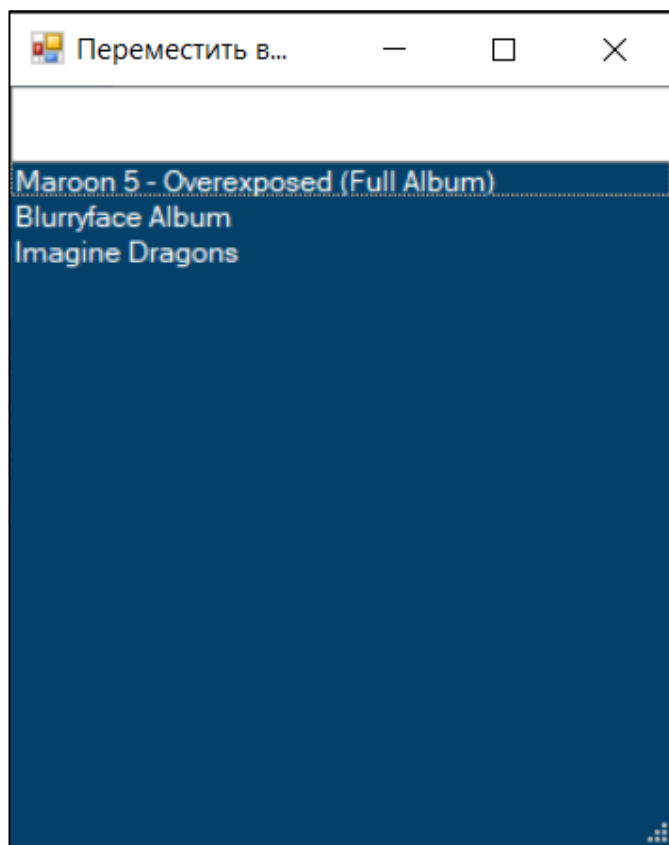 Переместить в...
Maroon 5 - Overexposed (Full Album)
Blurryface Album
Imagine Dragons